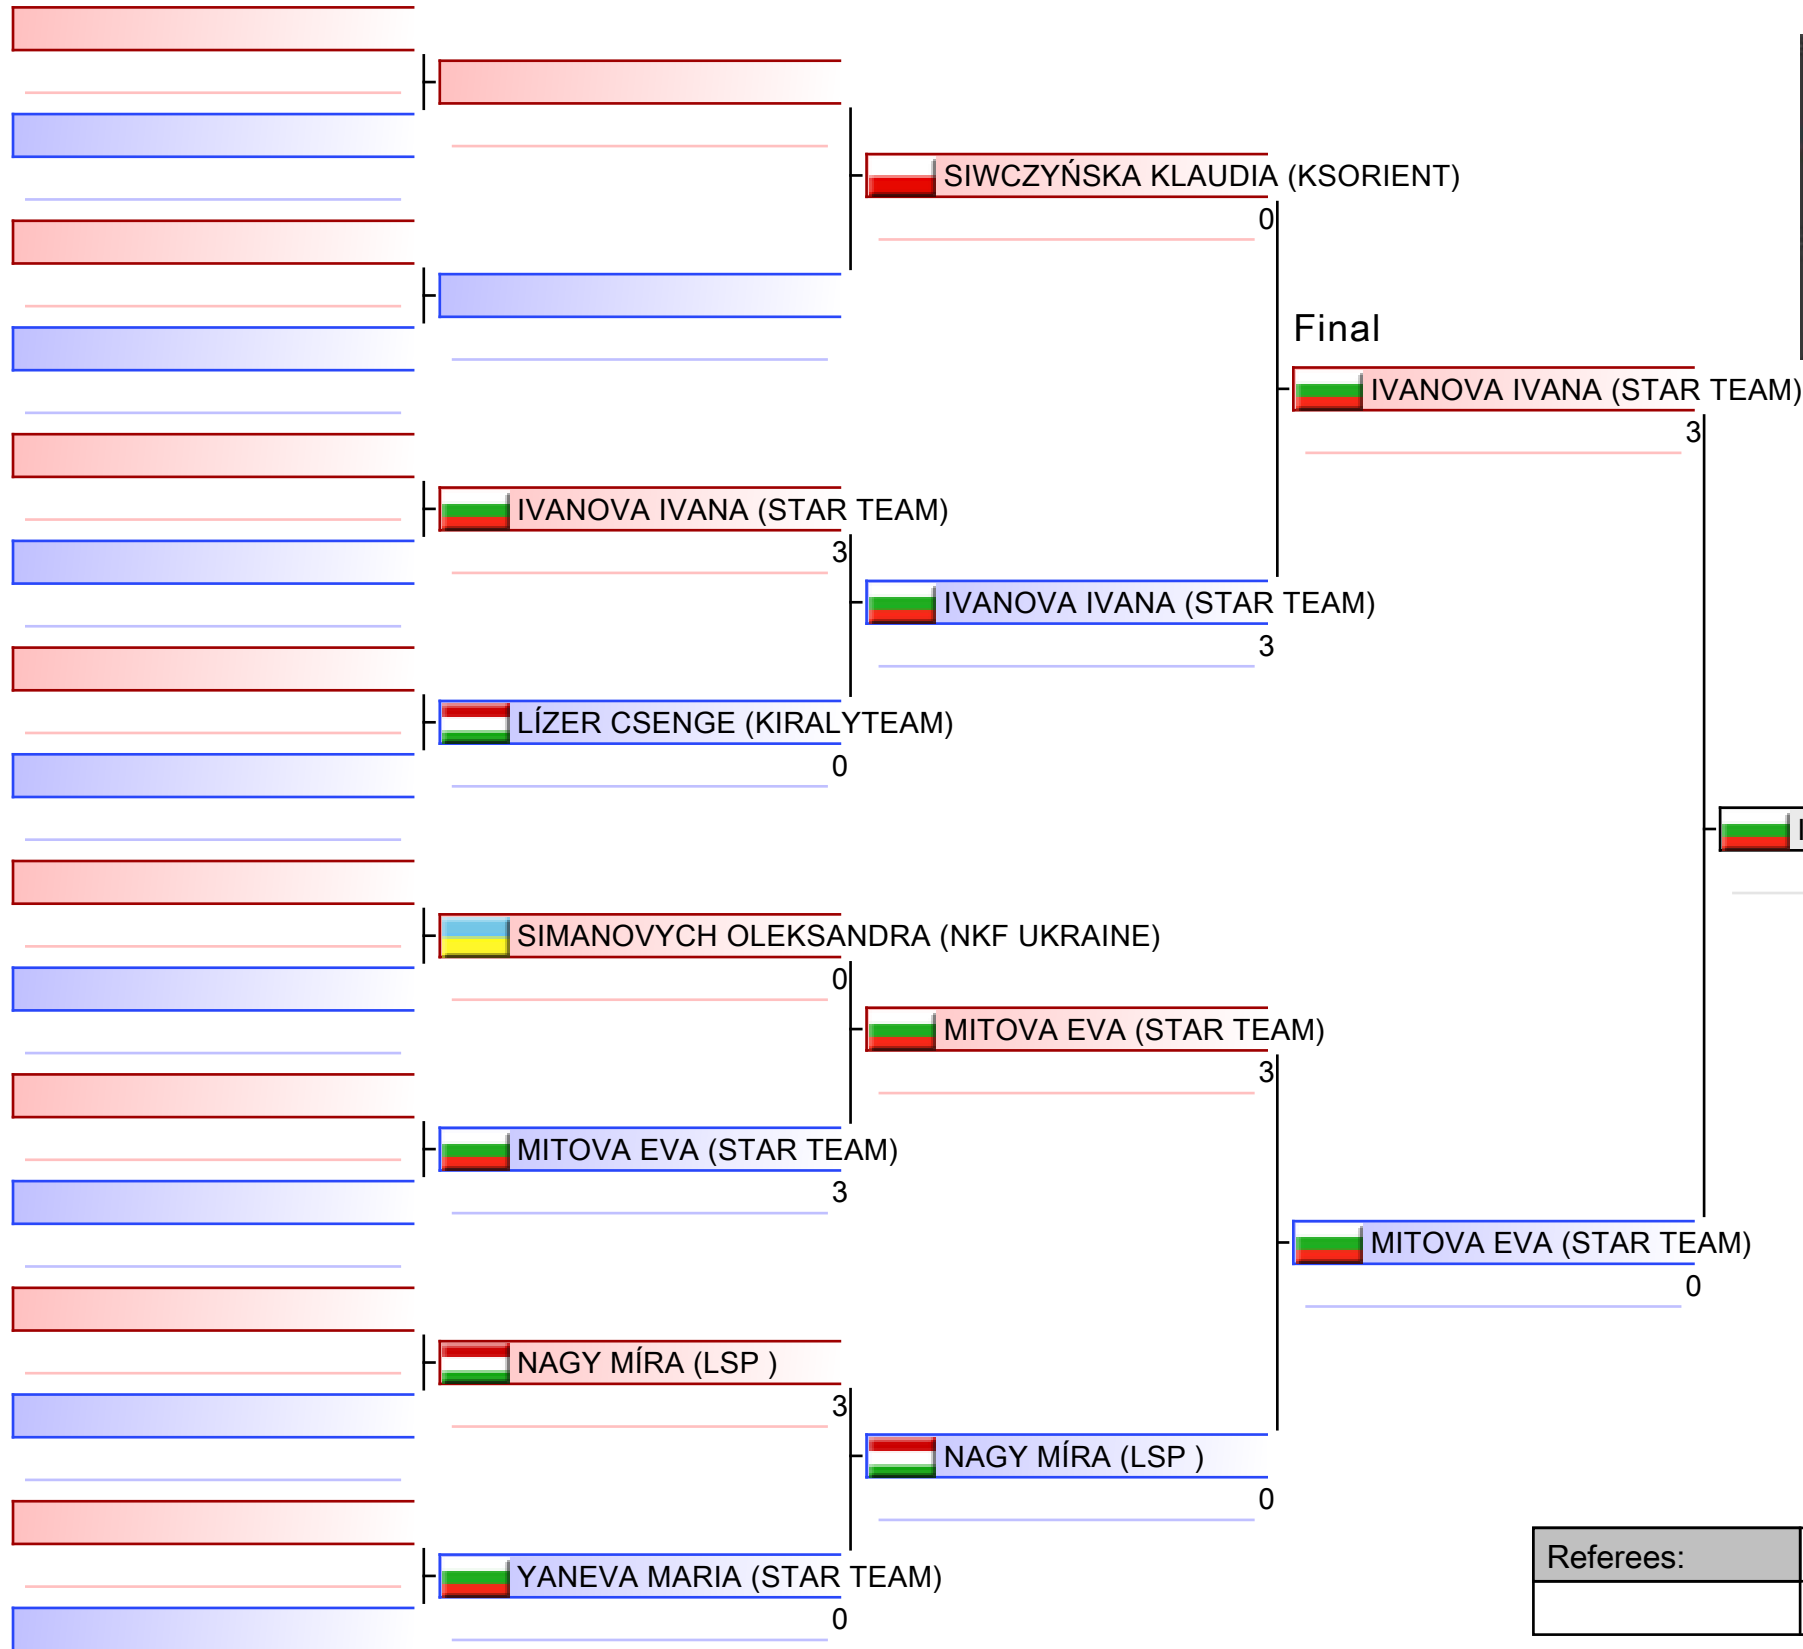 SIWCZYŃSKA KLAUDIA (KSORIENT)
0
Final
IVANOVA IVANA (STAR TEAM)
3
IVANOVA IVANA (STAR TEAM)
3
IVANOVA IVANA (STAR TEAM)
3
LÍZER CSENGE (KIRALYTEAM)
0
SIMANOVYCH OLEKSANDRA (NKF UKRAINE)
0
MITOVA EVA (STAR TEAM)
3
MITOVA EVA (STAR TEAM)
3
MITOVA EVA (STAR TEAM)
0
NAGY MÍRA (LSP )
3
NAGY MÍRA (LSP )
0
YANEVA MARIA (STAR TEAM)
0
Referees: